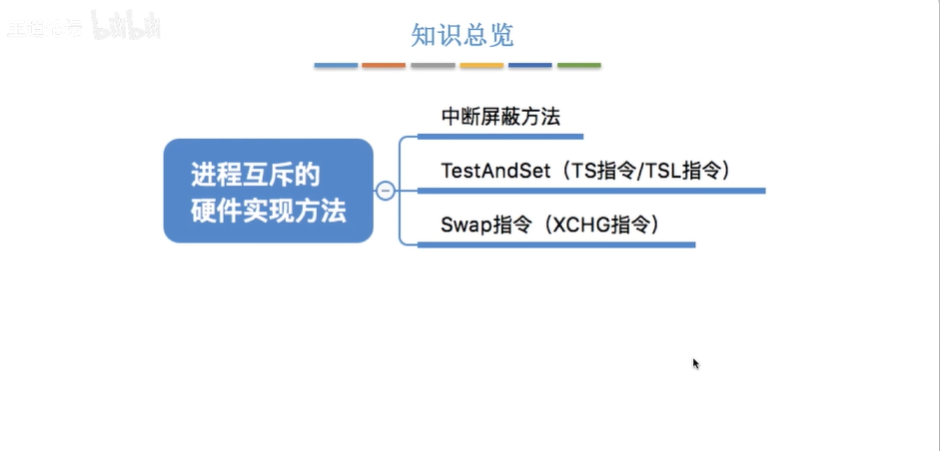 知识总览
进程互斥的
硬件实现方法
中断屏蔽方法
TestAndSet（TS指令/TSL指令）
Swap指令（XCHG指令）
bilibili